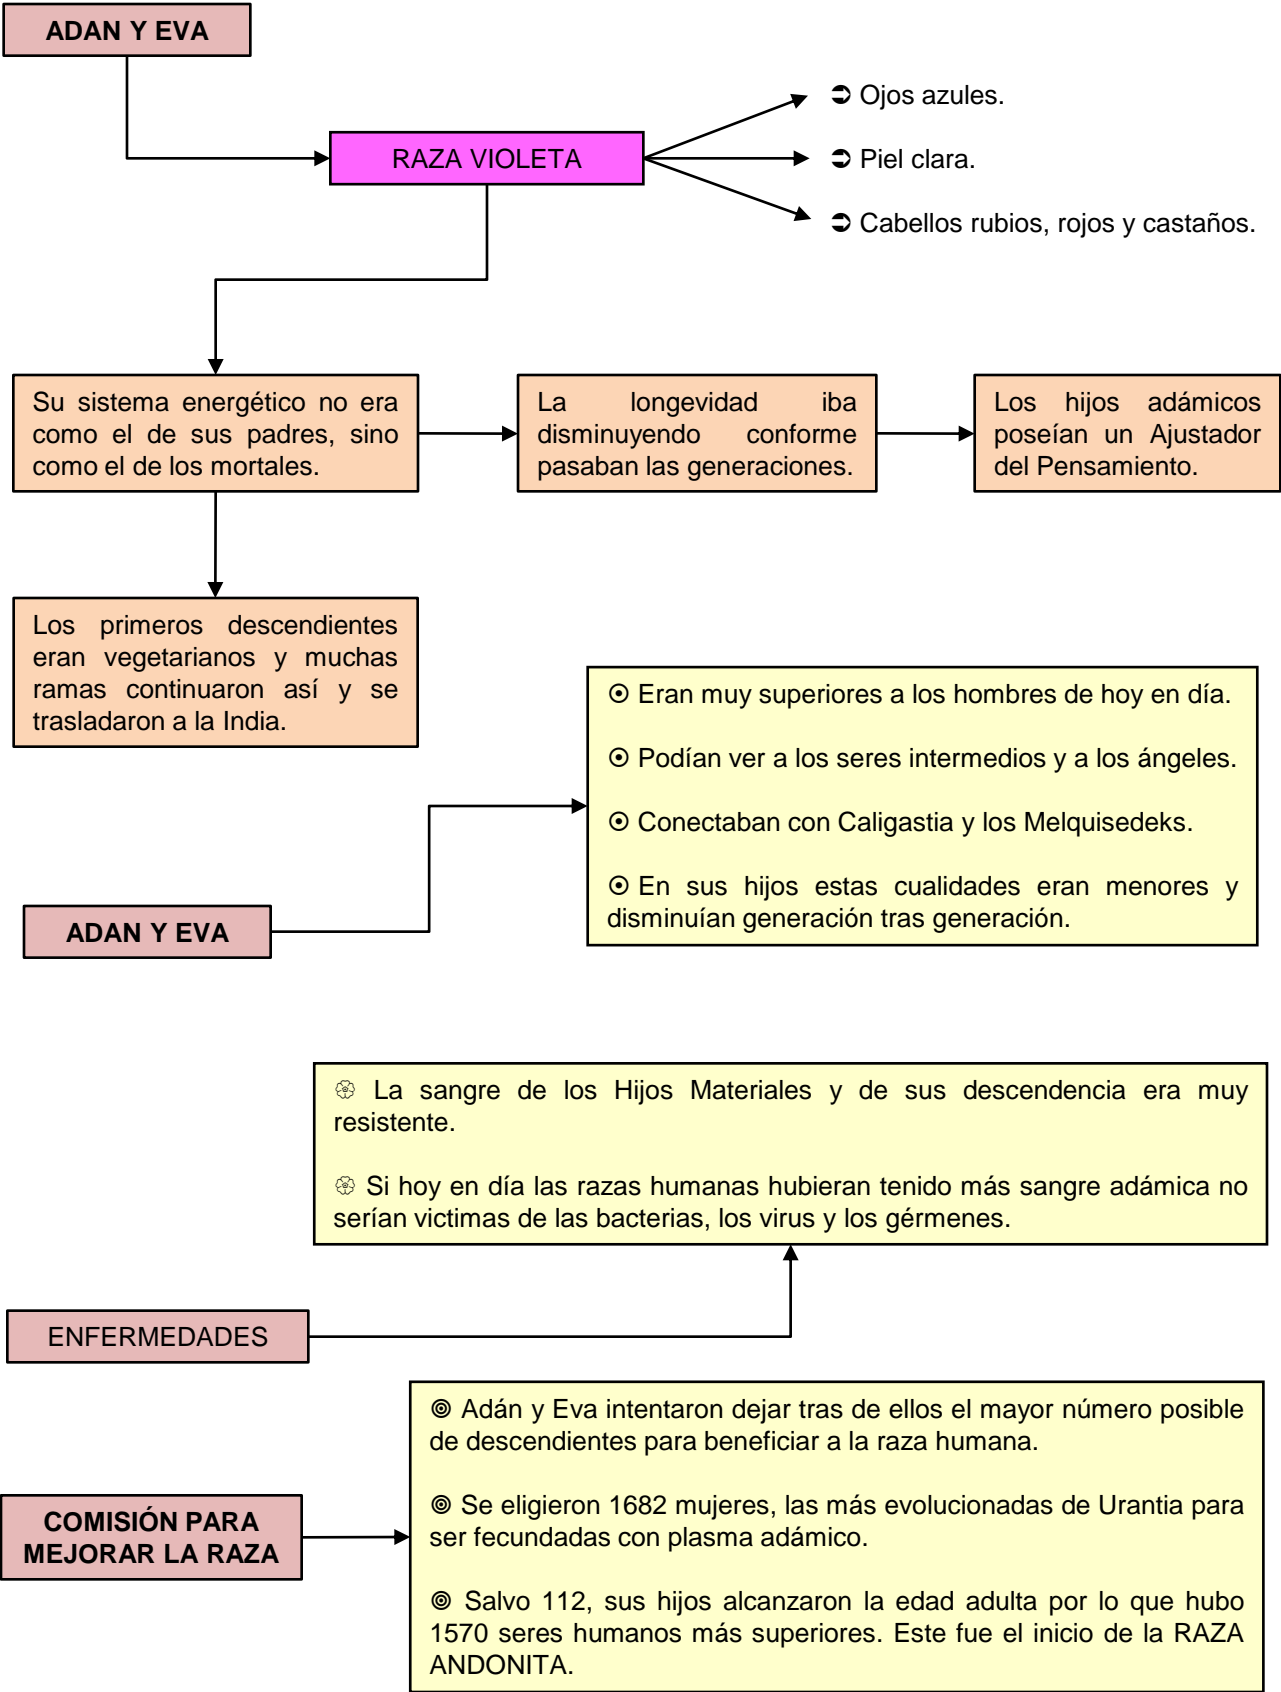 ADAN Y EVA
➲ Ojos azules.
RAZA VIOLETA
➲ Piel clara.
➲ Cabellos rubios, rojos y castaños.
Su sistema energético no era
como el de sus padres, sino
como el de los mortales.
La longevidad iba
disminuyendo conforme
pasaban las generaciones.
Los hijos adámicos
poseían un Ajustador
del Pensamiento.
Los primeros descendientes
eran vegetarianos y muchas
ramas continuaron así y se
trasladaron a la India.
ADAN Y EVA
☉ Eran muy superiores a los hombres de hoy en día.
☉ Podían ver a los seres intermedios y a los ángeles.
☉ Conectaban con Caligastia y los Melquisedeks.
☉ En sus hijos estas cualidades eran menores y
disminuían generación tras generación.
❀ La sangre de los Hijos Materiales y de sus descendencia era muy
resistente.
❀ Si hoy en día las razas humanas hubieran tenido más sangre adámica no
serían victimas de las bacterias, los virus y los gérmenes.
ENFERMEDADES
COMISIÓN PARA
MEJORAR LA RAZA
⊚ Adán y Eva intentaron dejar tras de ellos el mayor número posible
de descendientes para beneficiar a la raza humana.
⊚ Se eligieron 1682 mujeres, las más evolucionadas de Urantia para
ser fecundadas con plasma adámico.
⊚ Salvo 112, sus hijos alcanzaron la edad adulta por lo que hubo
1570 seres humanos más superiores. Este fue el inicio de la RAZA
ANDONITA.